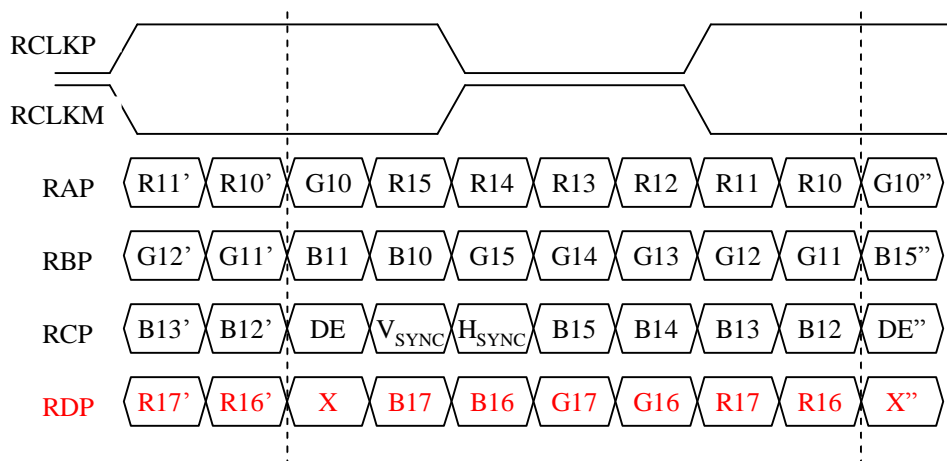 RCLKP
RCLKM
RAP R11’ R10’ G10 R15 R14 R13 R12 R11 R10 G10”
RBP G12’ G11’ B11 B10 G15 G14 G13 G12 G11 B15”
RCP B13’ B12’ DE VSYNC HSYNC B15 B14 B13 B12 DE”
RDP R17’ R16’ X B17 B16 G17 G16 R17 R16 X”